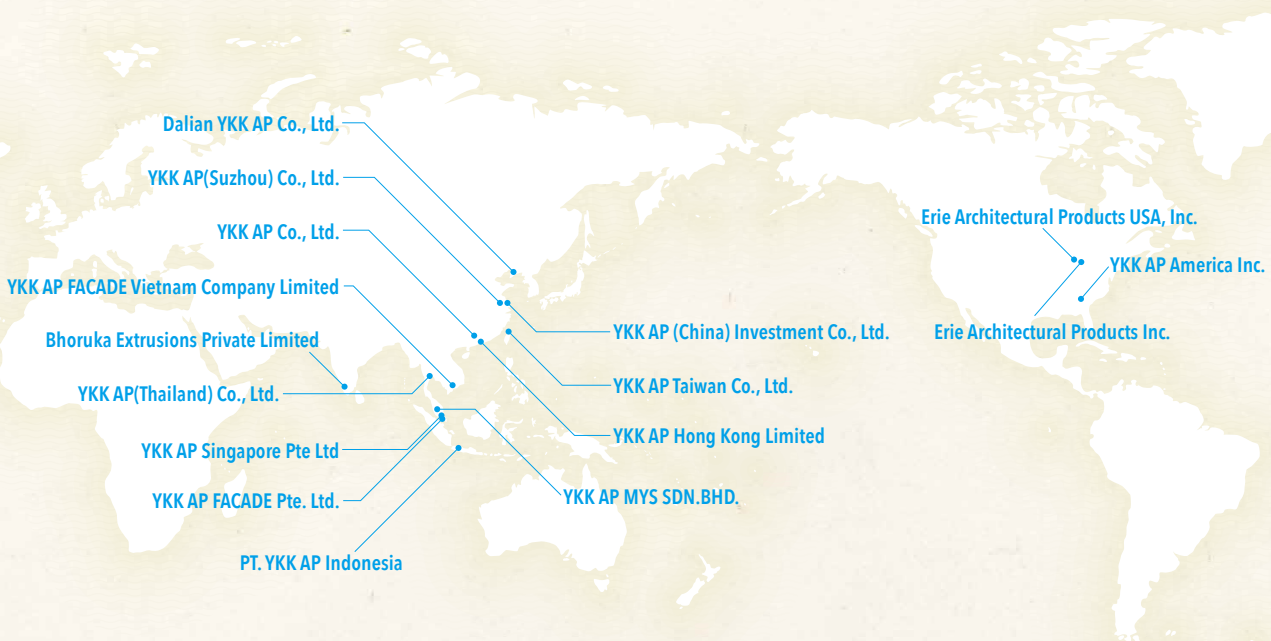 Dalian YKK AP Co., Ltd.
YKK AP(Suzhou) Co., Ltd.
YKK AP Co., Ltd.
YKK AP FACADE Vietnam Company Limited
Bhoruka Extrusions Private Limited
YKK AP(Thailand) Co., Ltd.
YKK AP Singapore Pte Ltd
YKK AP FACADE Pte. Ltd.
PT. YKK AP Indonesia
YKK AP (China) Investment Co., Ltd.
YKK AP Taiwan Co., Ltd.
YKK AP Hong Kong Limited
YKK AP MYS SDN.BHD.
Erie Architectural Products USA, Inc.
YKK AP America Inc.
Erie Architectural Products Inc.